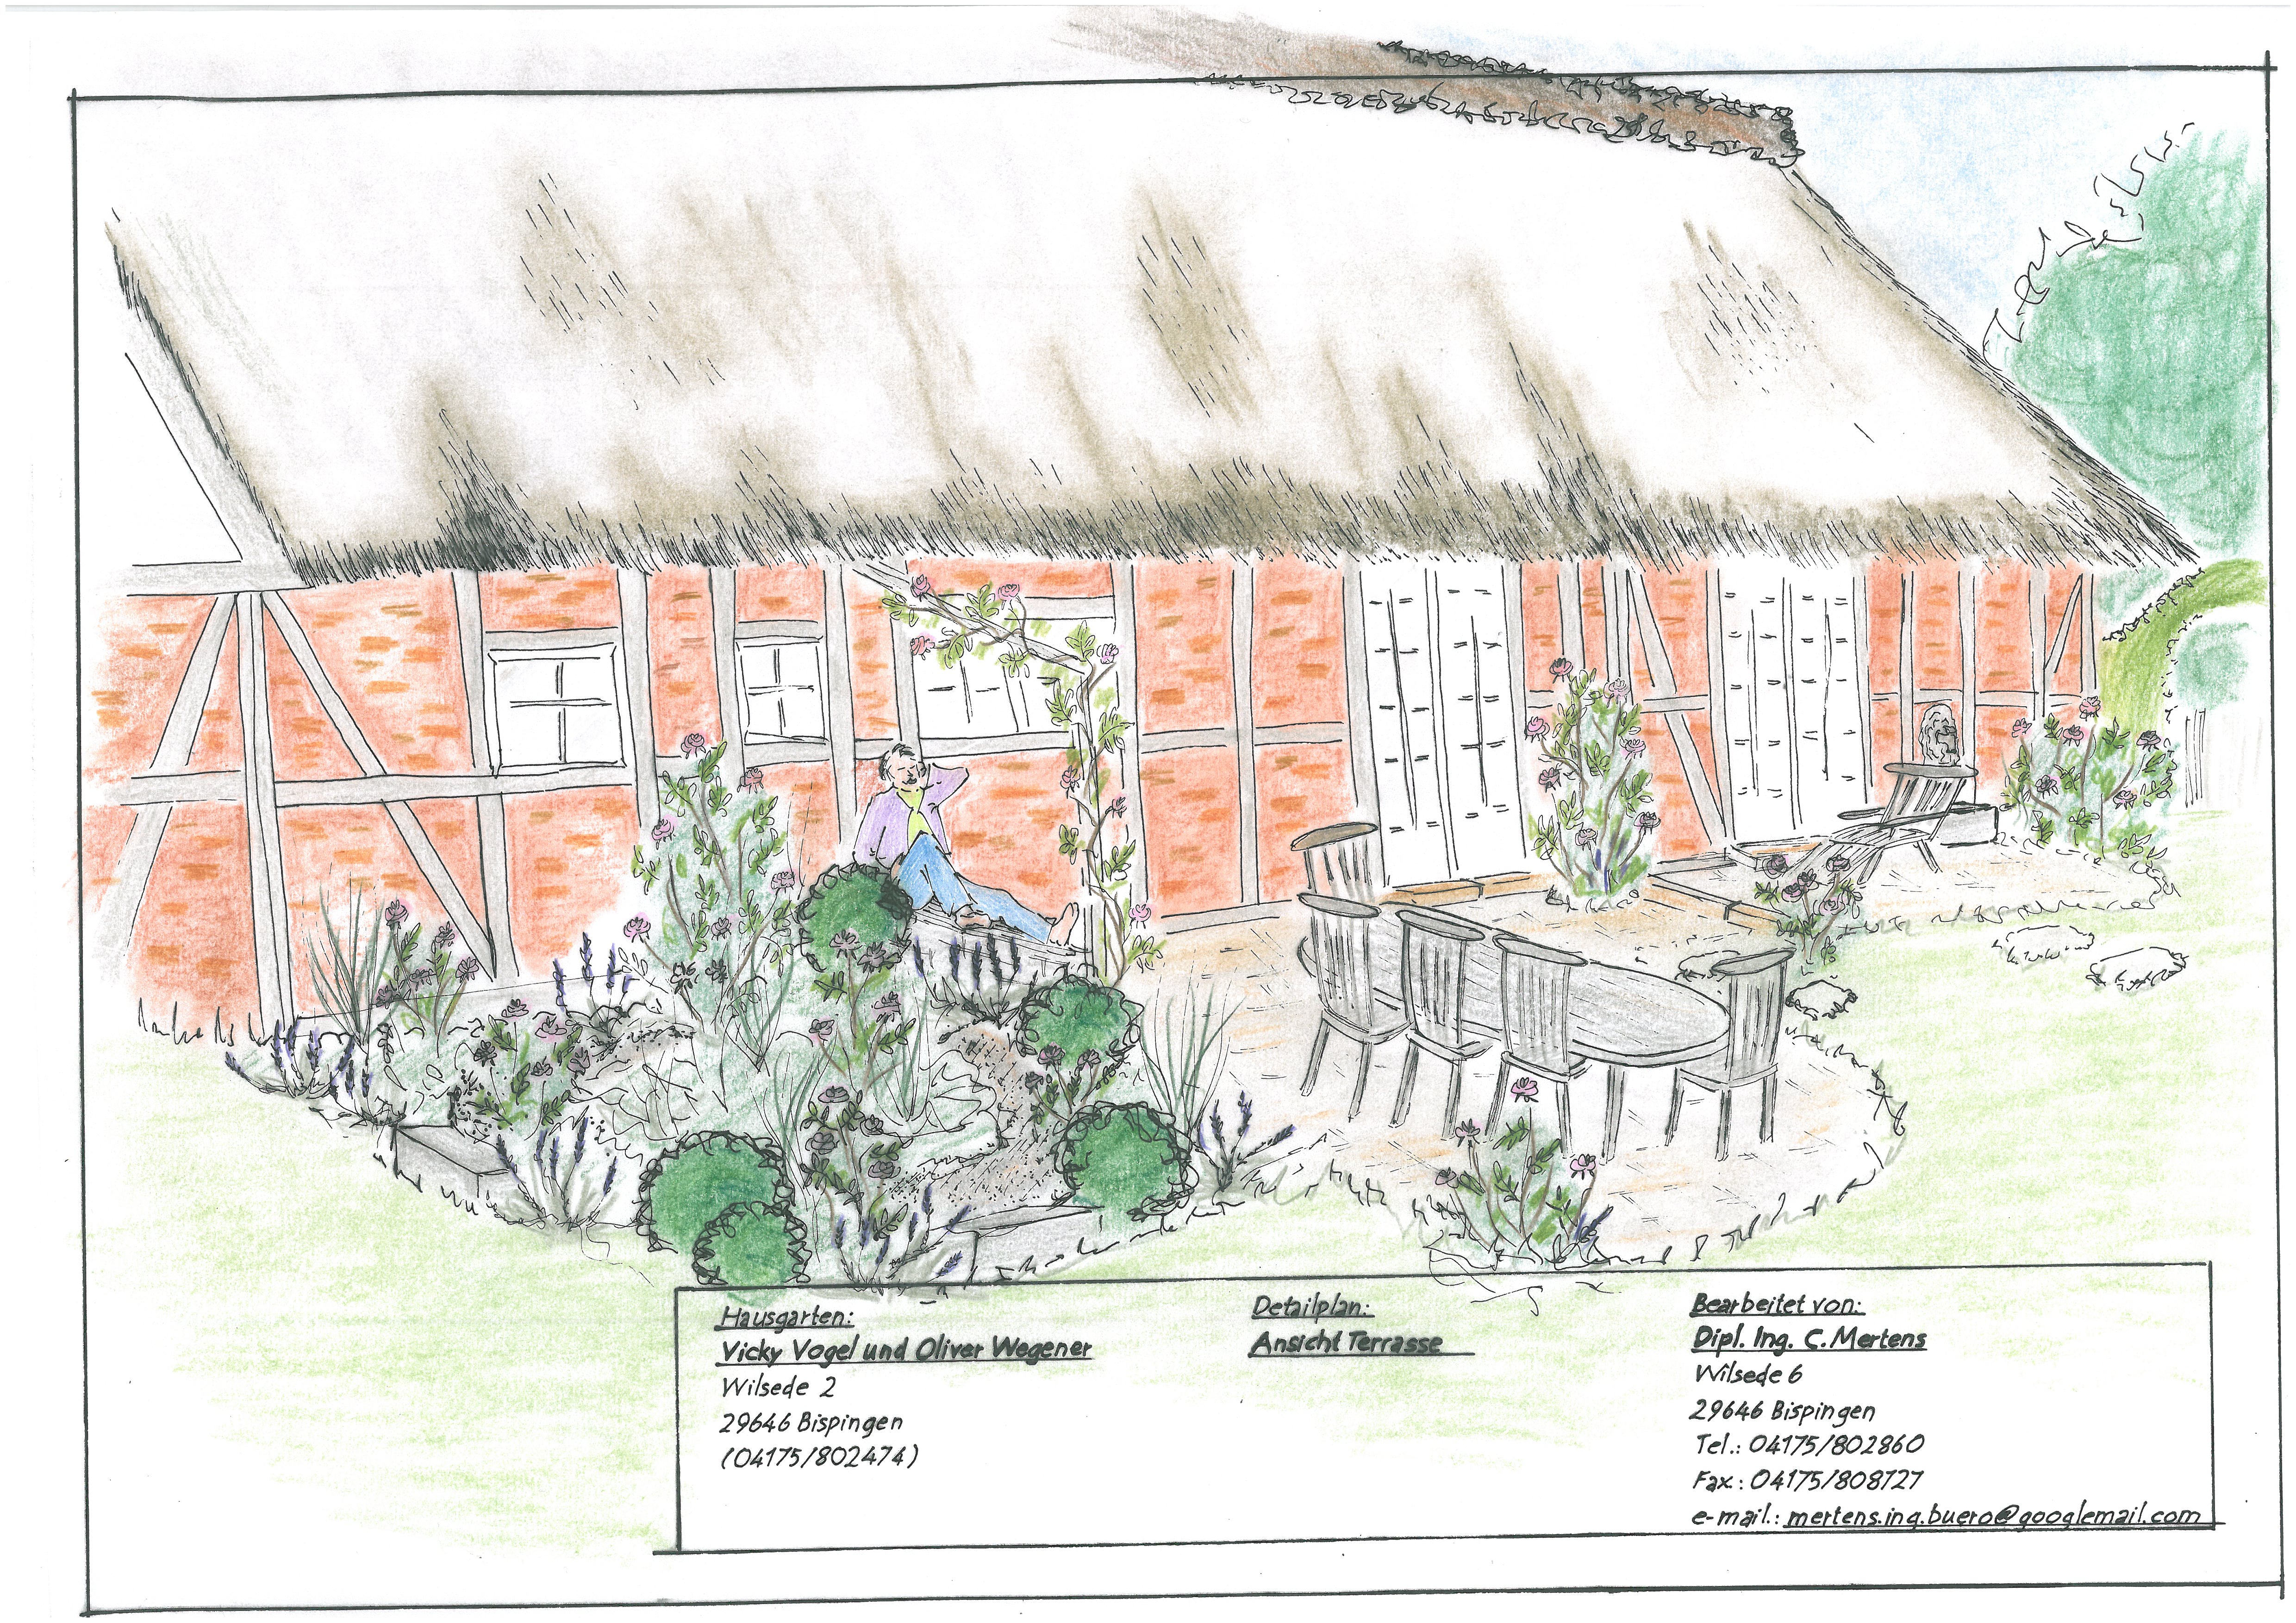 Hausgarten:
Vicky Vogel und Oliver Wegener
Wilsede 2
29646 Bispingen
(04175/802474)
Detailplan:
Ansicht Terrasse
Bearbeitet von:
Dipl. Ing. C. Mertens
Wilsede 6
29646 Bispingen
Tel.: 04175/802860
Fax.: 04175/808727
e-mail.: mertens.ing.buero@googlemail.com